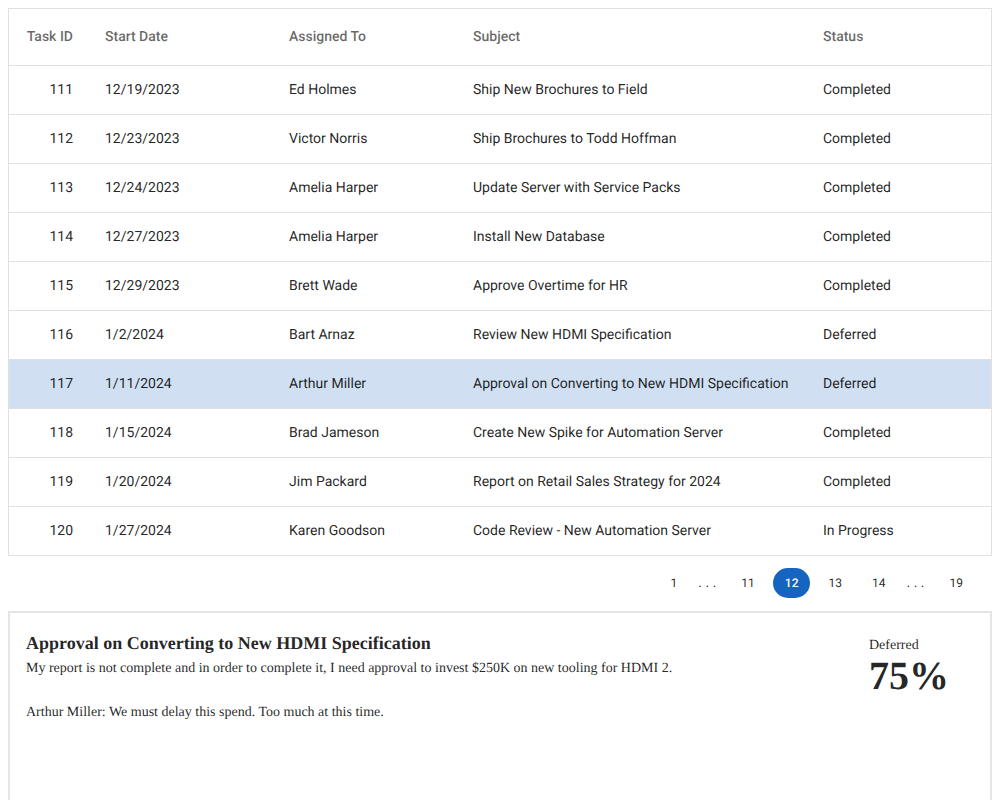 Task ID Start Date Assigned To Subject Status
111 12/19/2023 Ed Holmes Ship New Brochures to Field Completed
112 12/23/2023 Victor Norris Ship Brochures to Todd Hoffman Completed
113 12/24/2023 Amelia Harper Update Server with Service Packs Completed
114 12/27/2023 Amelia Harper Install New Database Completed
115 12/29/2023 Brett Wade Approve Overtime for HR Completed
116 1/2/2024 Bart Arnaz Review New HDMI Specification Deferred
117 1/11/2024 Arthur Miller Approval on Converting to New HDMI Specification Deferred
118 1/15/2024 Brad Jameson Create New Spike for Automation Server Completed
119 1/20/2024 Jim Packard Report on Retail Sales Strategy for 2024 Completed
120 1/27/2024 Karen Goodson Code Review - New Automation Server In Progress
1 . . . 11 12 13 14 . . . 19
Approval on Converting to New HDMI Specification Deferred
My report is not complete and in order to complete it, I need approval to invest $250K on new tooling for HDMI 2. 75%
Arthur Miller: We must delay this spend. Too much at this time.